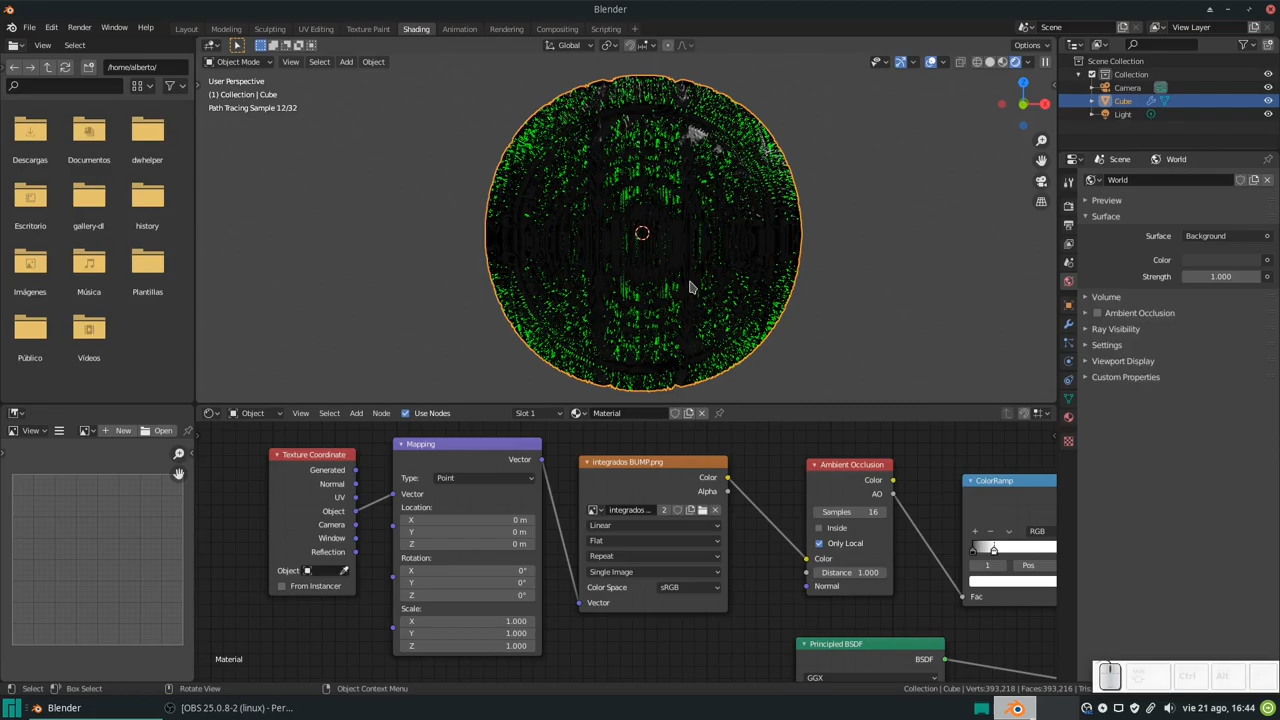 Blender
File Edit Render Window Help
Layout Modeling Sculpting UV Editing Texture Paint Shading Animation Rendering Compositing Scripting
Scene
View Layer
View Select
Global
Options
/home/alberto/
Object Mode View Select Add Object
User Perspective
(1) Collection | Cube
Path Tracing Sample 12/32
Descargas Documentos dwhelper
Escritorio gallery-dl history
Imágenes Música Plantillas
Público Vídeos
Scene Collection
Collection
Camera
Cube
Light
Scene World
World
Preview
Surface
Surface Background
Color
Strength 1.000
Volume
Ambient Occlusion
Ray Visibility
Settings
Viewport Display
Custom Properties
View New Open
Object View Select Add Node Use Nodes Slot 1 Material
Texture Coordinate
Generated
Normal
UV
Object
Camera
Window
Reflection
Object
From Instancer
Mapping
Vector
Type: Point
Vector
Location:
X 0 m
Y 0 m
Z 0 m
Rotation:
X 0°
Y 0°
Z 0°
Scale:
X 1.000
Y 1.000
Z 1.000
integrados BUMP.png
Color
Alpha
integrados ... 2
Linear
Flat
Repeat
Single Image
Color Space sRGB
Vector
Ambient Occlusion
Color
AO
Samples 16
Inside
Only Local
Color
Distance 1.000
Normal
ColorRamp
RGB
1 Pos
Fac
Principled BSDF
BSDF
GGX
Material
Ctrl Alt
Select Box Select Rotate View Object Context Menu
Collection | Cube | Verts:393,218 | Faces:393,216 | Tris:
Blender
[OBS 25.0.8-2 (linux) - Per...
vie 21 ago, 16:44